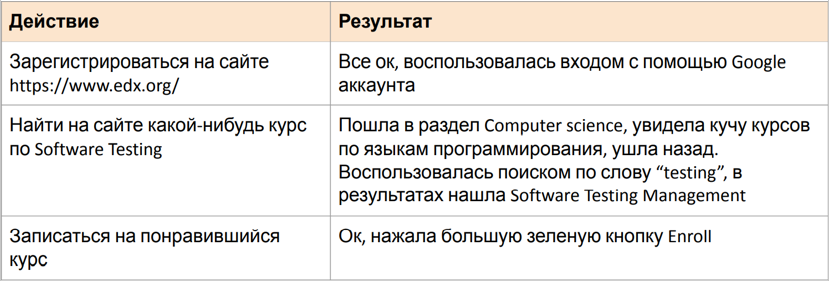 Действие
Результат
Зарегистрироваться на сайте
https://www.edx.org/
Все ок, воспользовалась входом с помощью Google
аккаунта
Найти на сайте какой-нибудь курс
по Software Testing
Пошла в раздел Computer science, увидела кучу курсов
по языкам программирования, ушла назад.
Воспользовалась поиском по слову “testing”, в
результатах нашла Software Testing Management
Записаться на понравившийся
курс
Ок, нажала большую зеленую кнопку Enroll